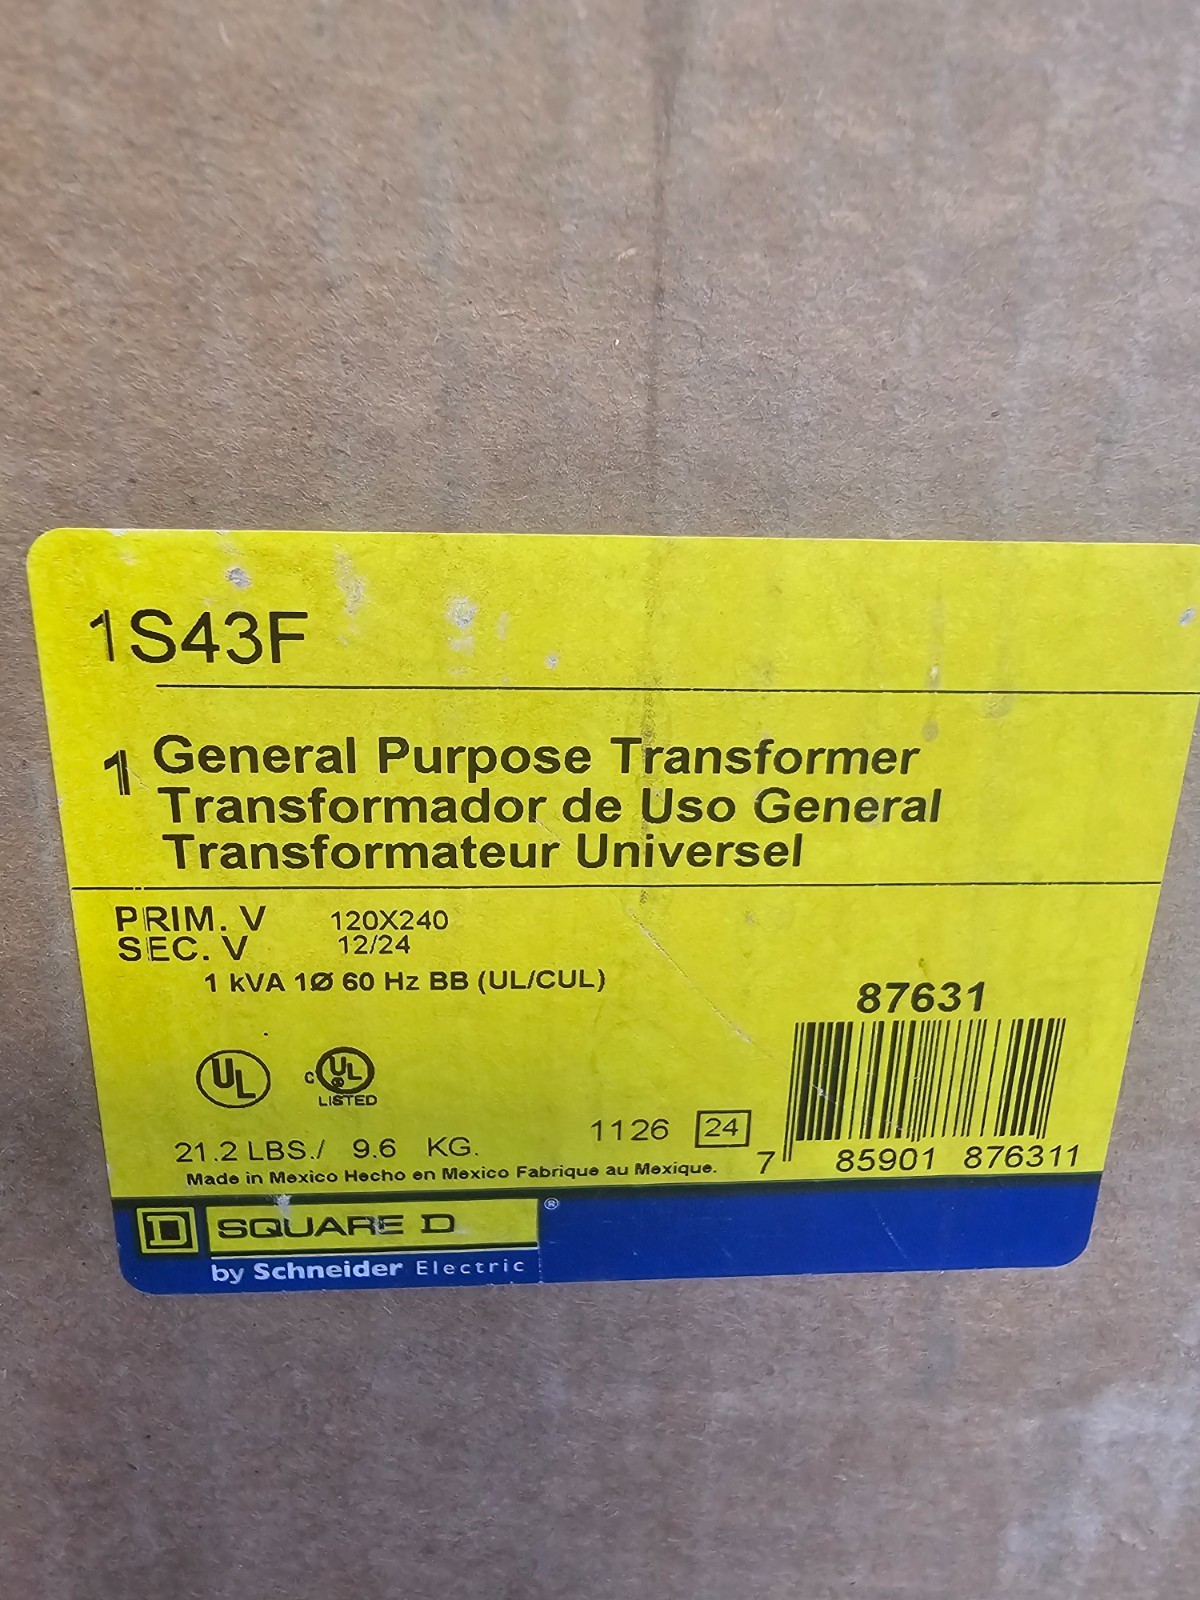 1S43F
1 General Purpose Transformer
Transformador de Uso General
Transformateur Universel
PRIM. V 120X240
SEC. V 12/24
1 kVA 1Ø 60 Hz BB (UL/CUL)
87631
UL
c UL
LISTED
1126 24
7 85901 876311
21.2 LBS./ 9.6 KG.
Made in Mexico Hecho en Mexico Fabrique au Mexique.
D SQUARE D ®
by Schneider Electric